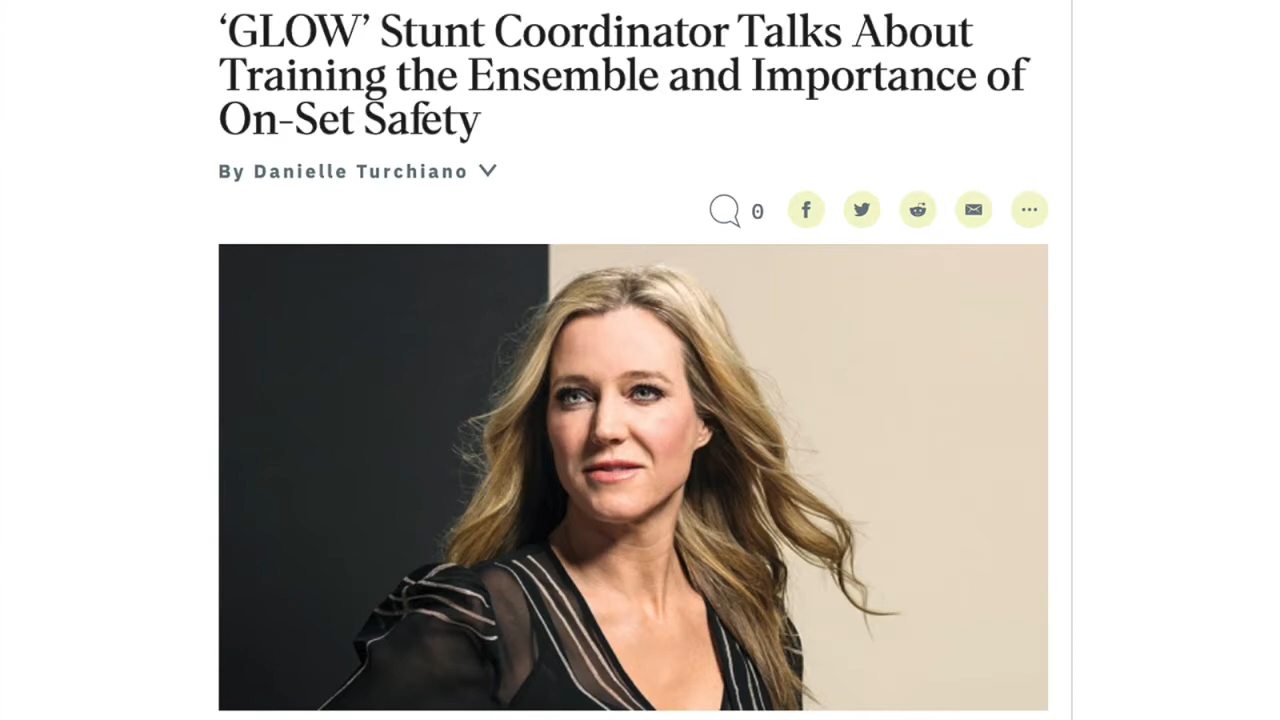 ‘GLOW’ Stunt Coordinator Talks About
Training the Ensemble and Importance of
On-Set Safety
By Danielle Turchiano
0